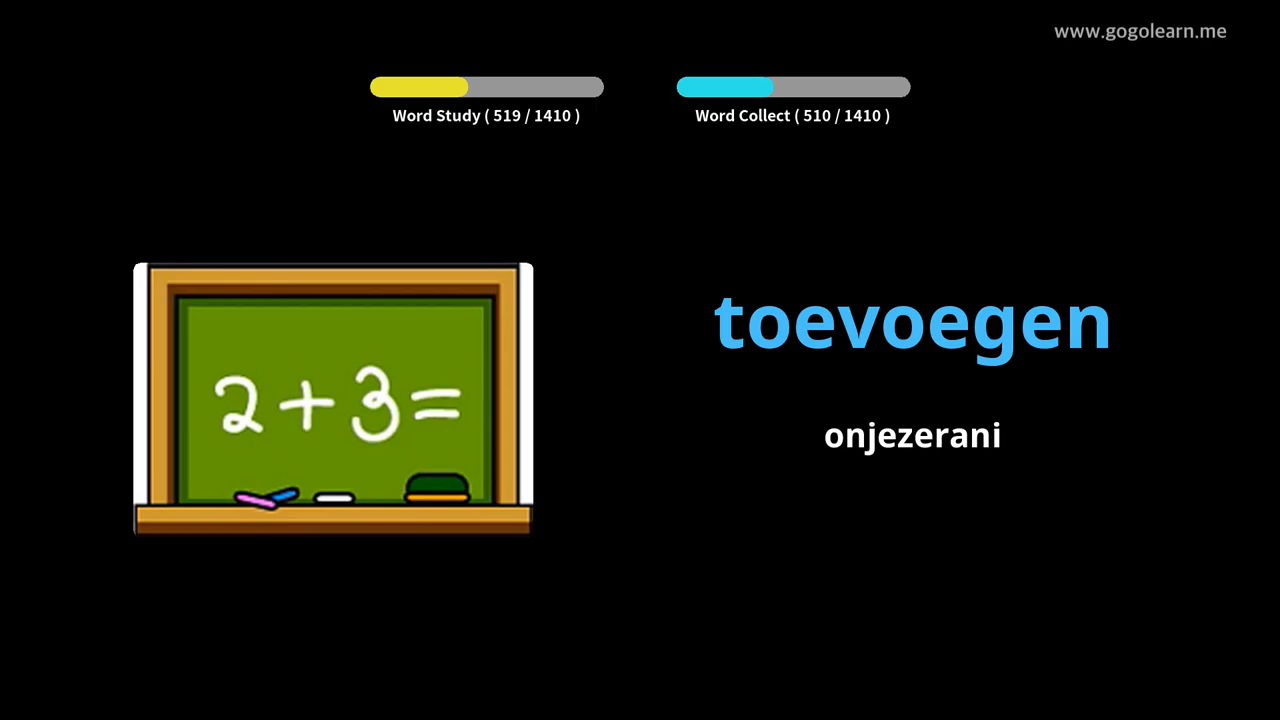 www.gogolearn.me
Word Study ( 519 / 1410 )
Word Collect ( 510 / 1410 )
2+3=
toevoegen
onjezerani